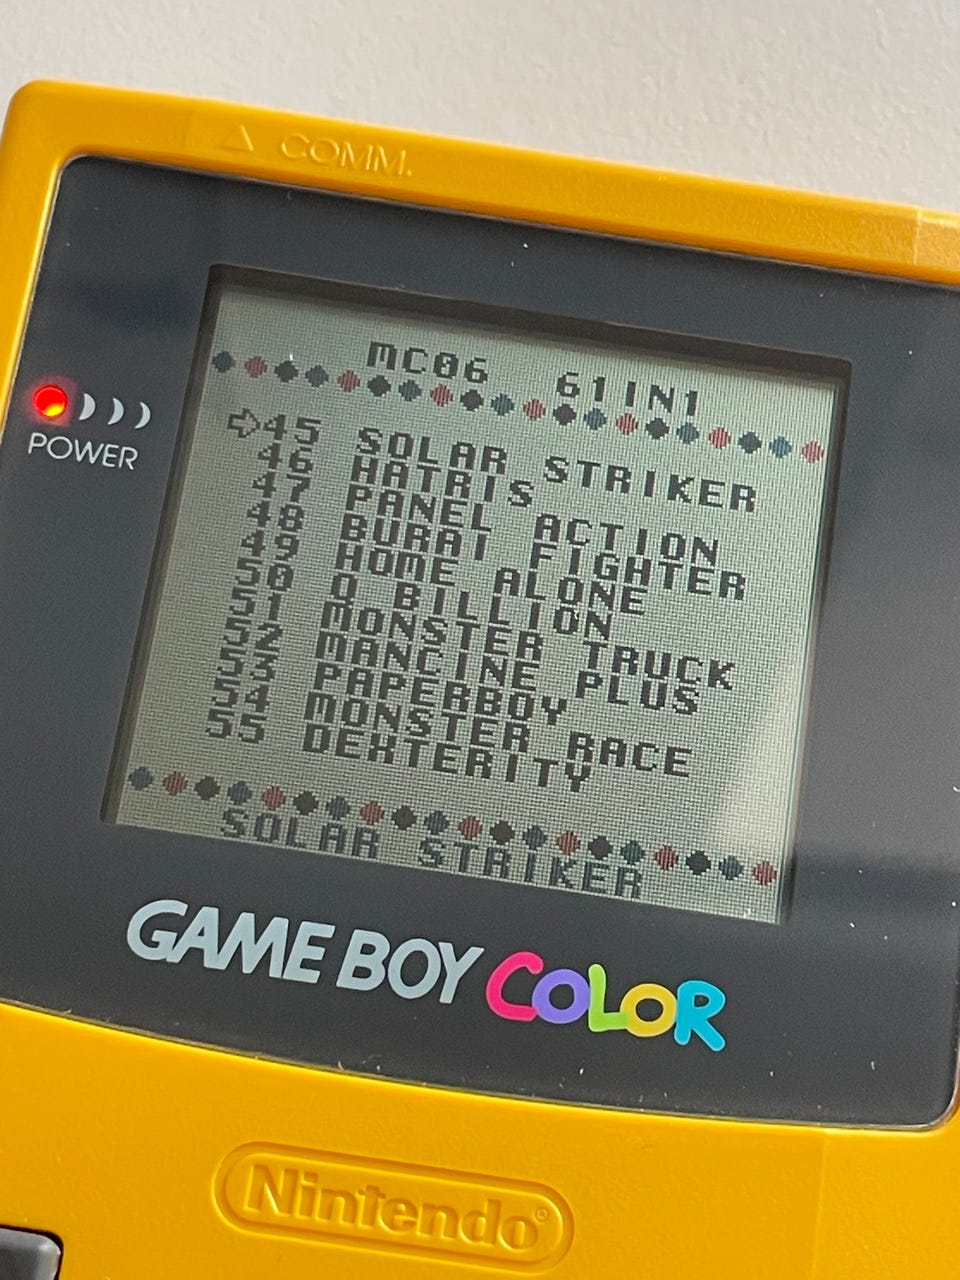 COMM.
MC06 61IN1
45 SOLAR STRIKER
46 HATRIS
47 PANEL ACTION
48 BURAI FIGHTER
49 HOME ALONE
50 Q BILLION
51 MONSTER TRUCK
52 MANCINE PLUS
53 PAPERBOY
54 MONSTER RACE
55 DEXTERITY
SOLAR STRIKER
POWER
GAME BOY COLOR
Nintendo®